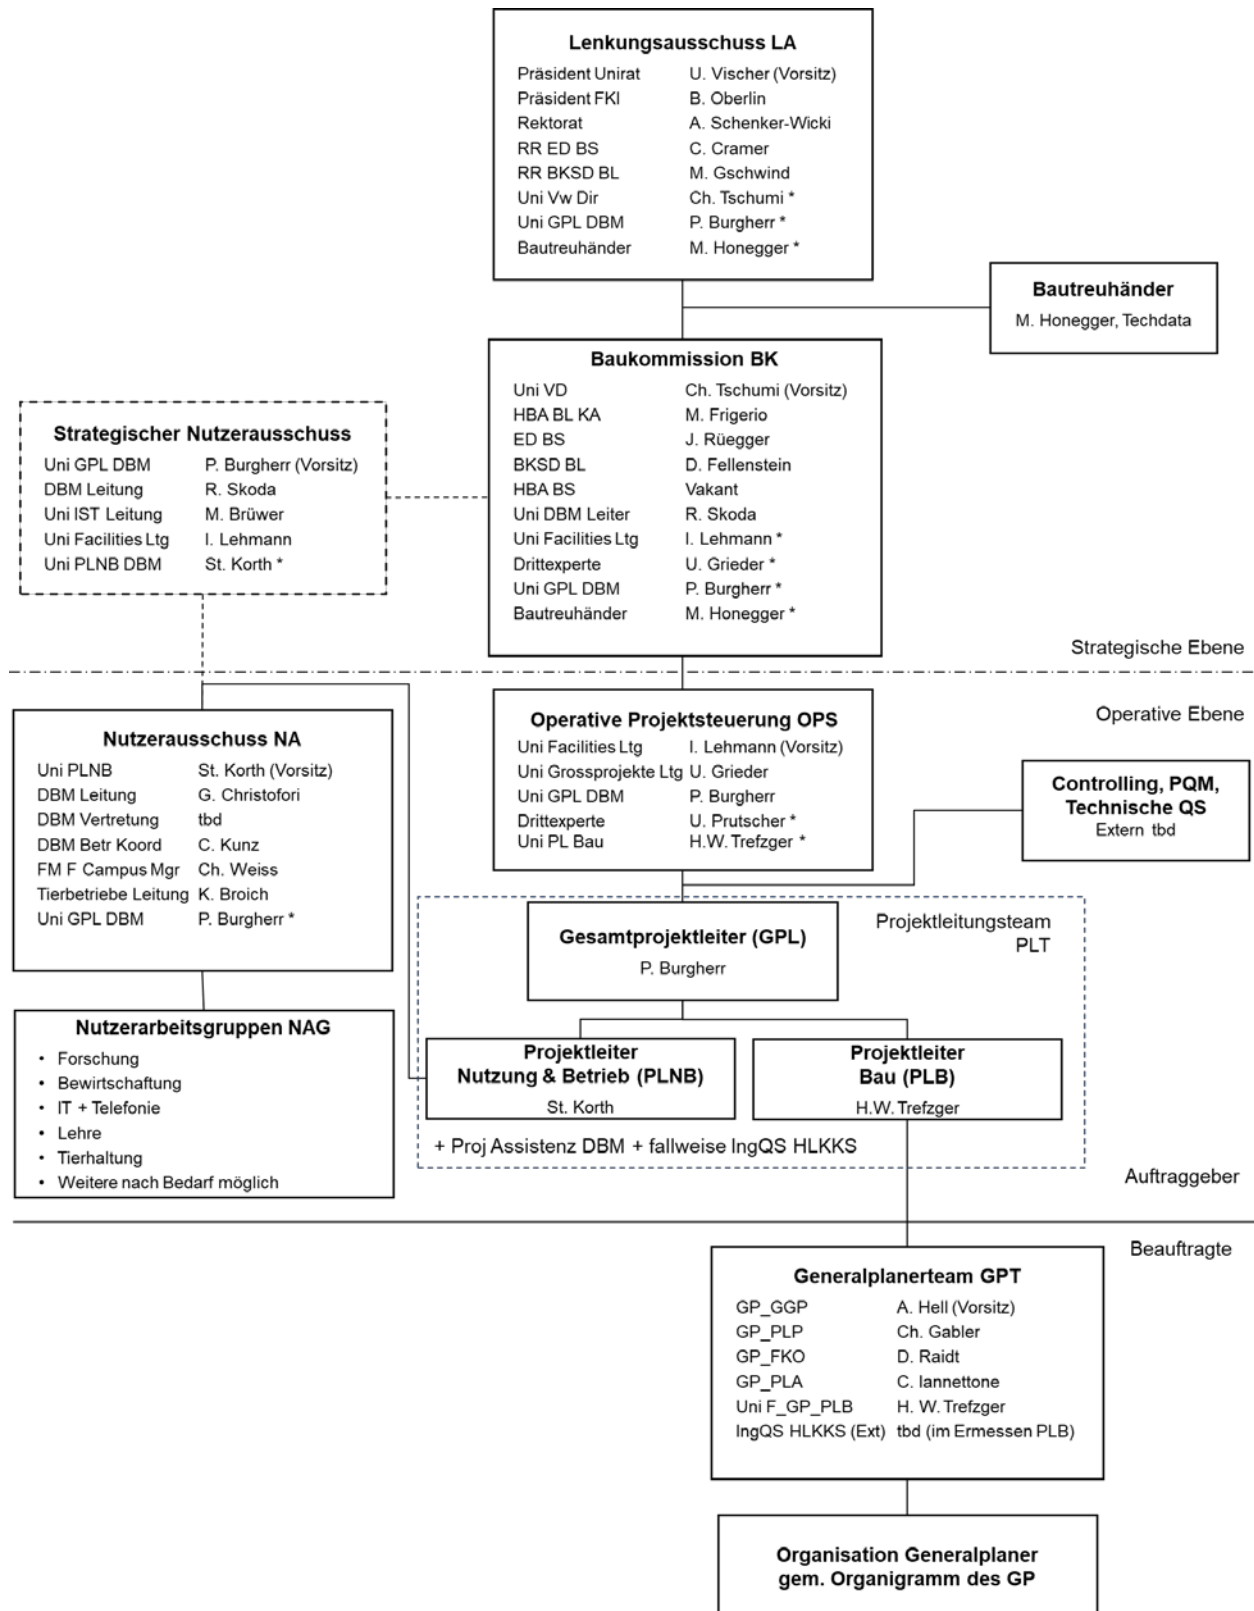 Lenkungsausschuss LA
Präsident Unirat U. Vischer (Vorsitz)
Präsident FKI B. Oberlin
Rektorat A. Schenker-Wicki
RR ED BS C. Cramer
RR BKSD BL M. Gschwind
Uni Vw Dir Ch. Tschumi *
Uni GPL DBM P. Burgherr *
Bautreuhänder M. Honegger *
Bautreuhänder
M. Honegger, Techdata
Baukommission BK
Uni VD Ch. Tschumi (Vorsitz)
HBA BL KA M. Frigerio
ED BS J. Rüegger
BKSD BL D. Fellenstein
HBA BS Vakant
Uni DBM Leiter R. Skoda
Uni Facilities Ltg I. Lehmann *
Drittexperte U. Grieder *
Uni GPL DBM P. Burgherr *
Bautreuhänder M. Honegger *
Strategischer Nutzerausschuss
Uni GPL DBM P. Burgherr (Vorsitz)
DBM Leitung R. Skoda
Uni IST Leitung M. Brüwer
Uni Facilities Ltg I. Lehmann
Uni PLNB DBM St. Korth *
Strategische Ebene
Operative Ebene
Nutzerausschuss NA
Uni PLNB St. Korth (Vorsitz)
DBM Leitung G. Christofori
DBM Vertretung tbd
DBM Betr Koord C. Kunz
FM F Campus Mgr Ch. Weiss
Tierbetriebe Leitung K. Broich
Uni GPL DBM P. Burgherr *
Operative Projektsteuerung OPS
Uni Facilities Ltg I. Lehmann (Vorsitz)
Uni Grossprojekte Ltg U. Grieder
Uni GPL DBM P. Burgherr
Drittexperte U. Prutscher *
Uni PL Bau H.W. Trefzger *
Controlling, PQM,
Technische QS
Extern tbd
Projektleitungsteam
PLT
Gesamtprojektleiter (GPL)
P. Burgherr
Nutzerarbeitsgruppen NAG
• Forschung
• Bewirtschaftung
• IT + Telefonie
• Lehre
• Tierhaltung
• Weitere nach Bedarf möglich
Projektleiter
Nutzung & Betrieb (PLNB)
St. Korth
Projektleiter
Bau (PLB)
H.W. Trefzger
+ Proj Assistenz DBM + fallweise IngQS HLKKS
Auftraggeber
Beauftragte
Generalplanerteam GPT
GP_GGP A. Hell (Vorsitz)
GP_PLP Ch. Gabler
GP_FKO D. Raidt
GP_PLA C. Iannettone
Uni F_GP_PLB H. W. Trefzger
IngQS HLKKS (Ext) tbd (im Ermessen PLB)
Organisation Generalplaner
gem. Organigramm des GP